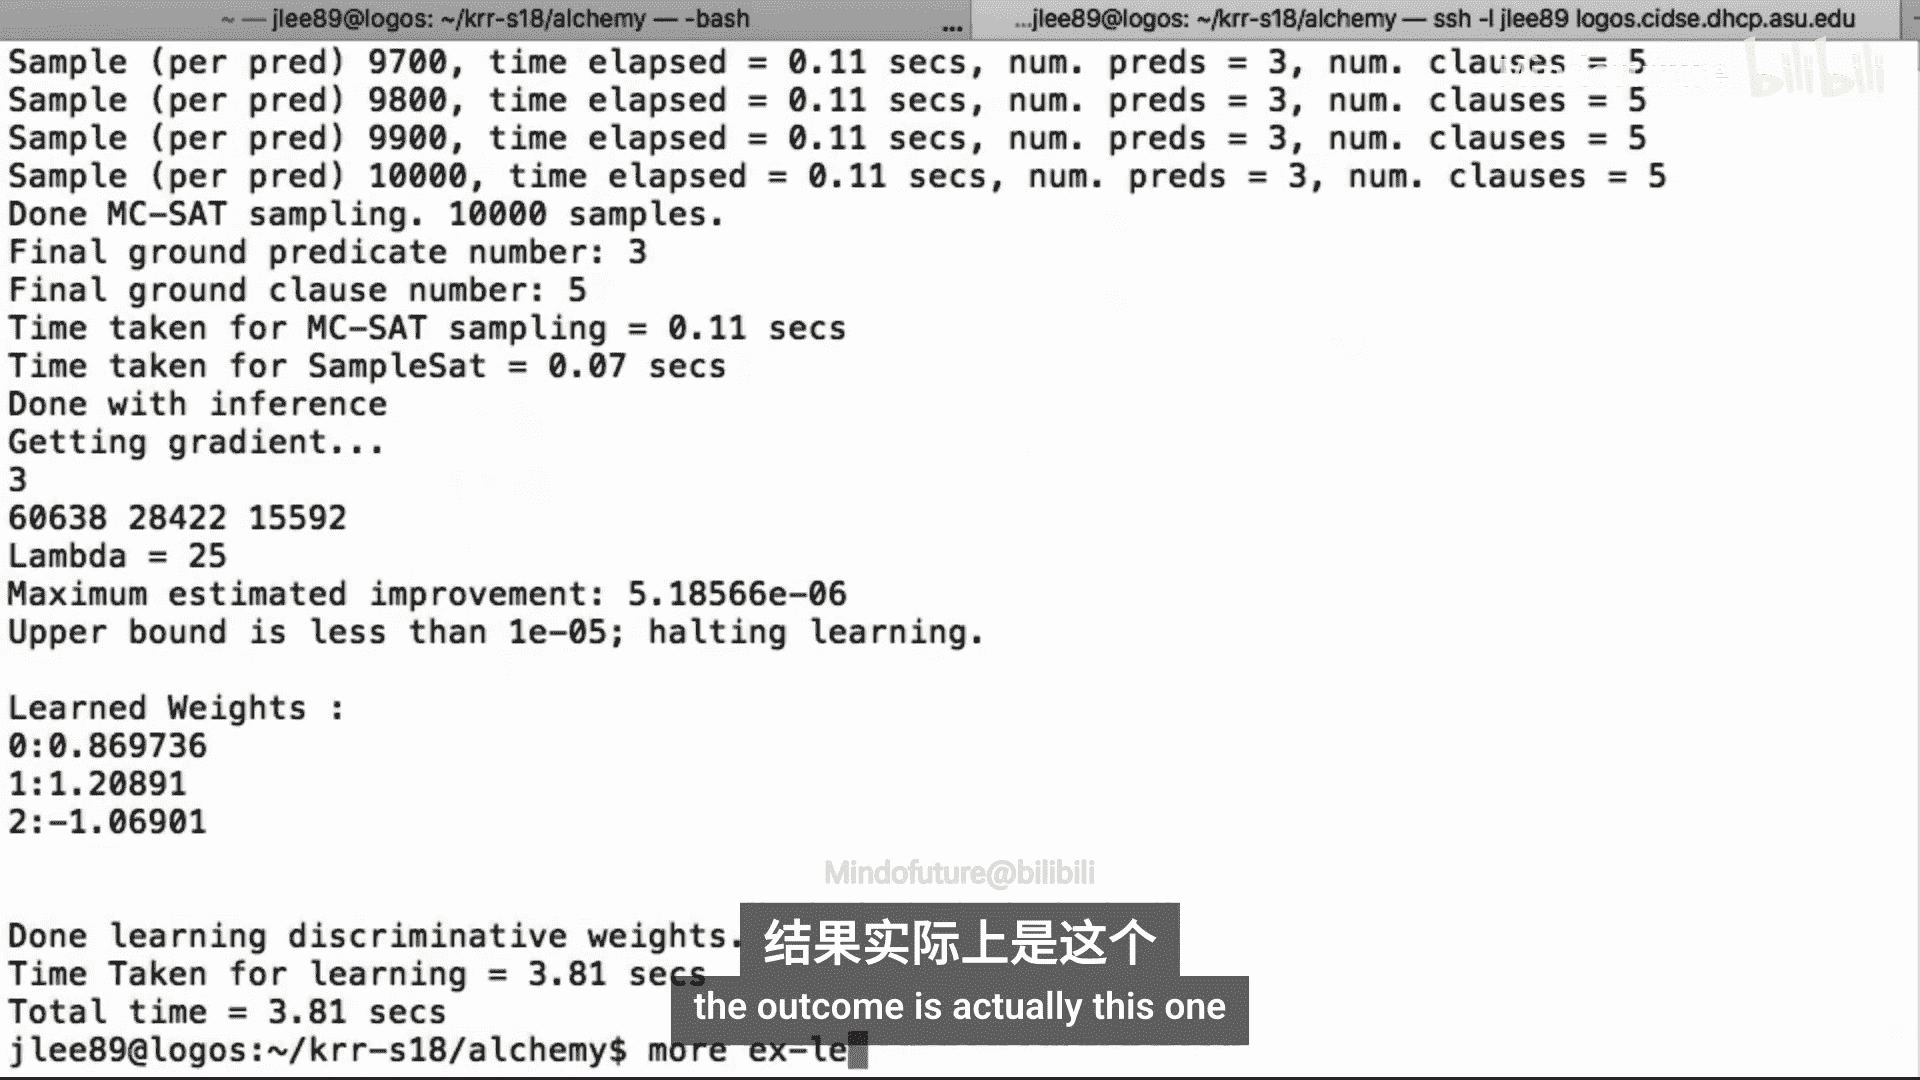 ~ — jlee89@logos: ~/krr-s18/alchemy — -bash
...
...jlee89@logos: ~/krr-s18/alchemy — ssh -l jlee89 logos.cidse.dhcp.asu.edu
Sample (per pred) 9700, time elapsed = 0.11 secs, num. preds = 3, num. clauses = 5
bilibili
Sample (per pred) 9800, time elapsed = 0.11 secs, num. preds = 3, num. clauses = 5
Sample (per pred) 9900, time elapsed = 0.11 secs, num. preds = 3, num. clauses = 5
Sample (per pred) 10000, time elapsed = 0.11 secs, num. preds = 3, num. clauses = 5
Done MC-SAT sampling. 10000 samples.
Final ground predicate number: 3
Final ground clause number: 5
Time taken for MC-SAT sampling = 0.11 secs
Time taken for SampleSat = 0.07 secs
Done with inference
Getting gradient...
3
60638 28422 15592
Lambda = 25
Maximum estimated improvement: 5.18566e-06
Upper bound is less than 1e-05; halting learning.
Learned Weights :
0:0.869736
1:1.20891
2:-1.06901
Mindofuture@bilibili
Done learning discriminative weights.
结果实际上是这个
Time Taken for learning = 3.81 secs
the outcome is actually this one
Total time = 3.81 secs
jlee89@logos:~/krr-s18/alchemy$ more ex-le